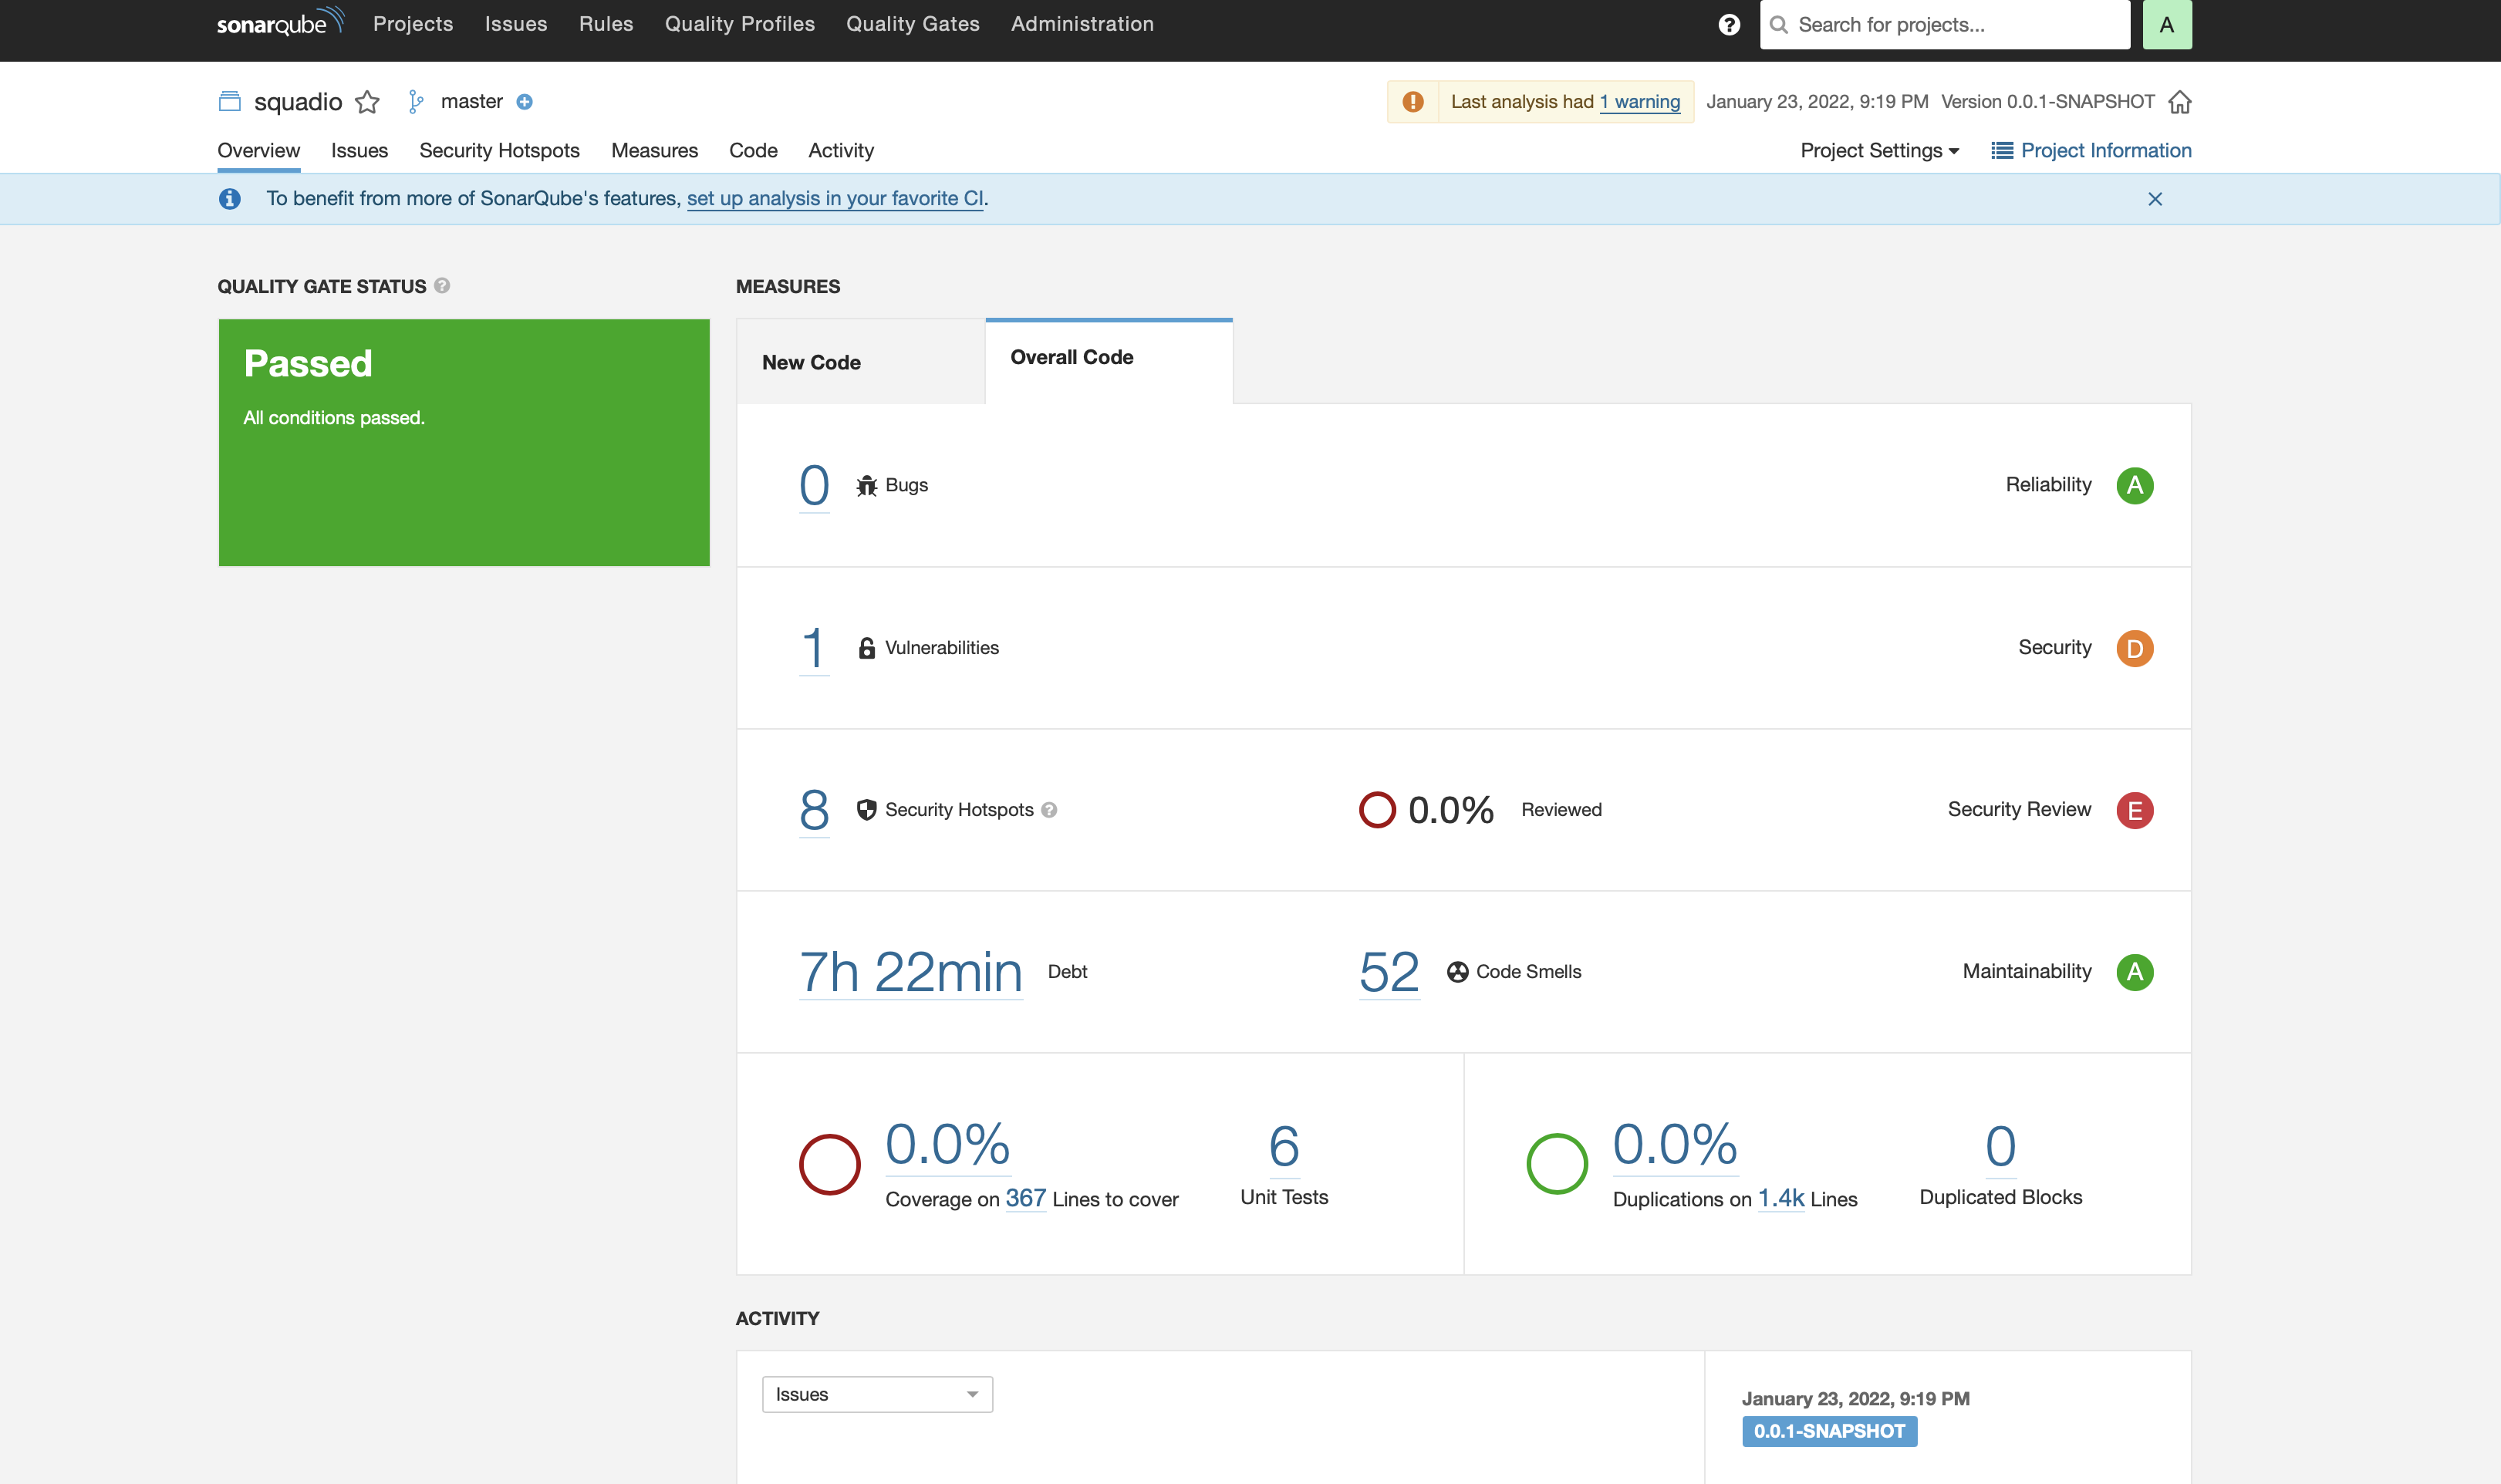 sonarqube Projects Issues Rules Quality Profiles Quality Gates Administration ? Search for projects... A
squadio master Last analysis had 1 warning January 23, 2022, 9:19 PM Version 0.0.1-SNAPSHOT
Overview Issues Security Hotspots Measures Code Activity Project Settings Project Information
To benefit from more of SonarQube's features, set up analysis in your favorite CI.
QUALITY GATE STATUS ?
Passed
All conditions passed.
MEASURES
New Code Overall Code
0 Bugs Reliability A
1 Vulnerabilities Security D
8 Security Hotspots ? 0.0% Reviewed Security Review E
7h 22min Debt 52 Code Smells Maintainability A
0.0%
Coverage on 367 Lines to cover
6
Unit Tests
0.0%
Duplications on 1.4k Lines
0
Duplicated Blocks
ACTIVITY
Issues
January 23, 2022, 9:19 PM
0.0.1-SNAPSHOT